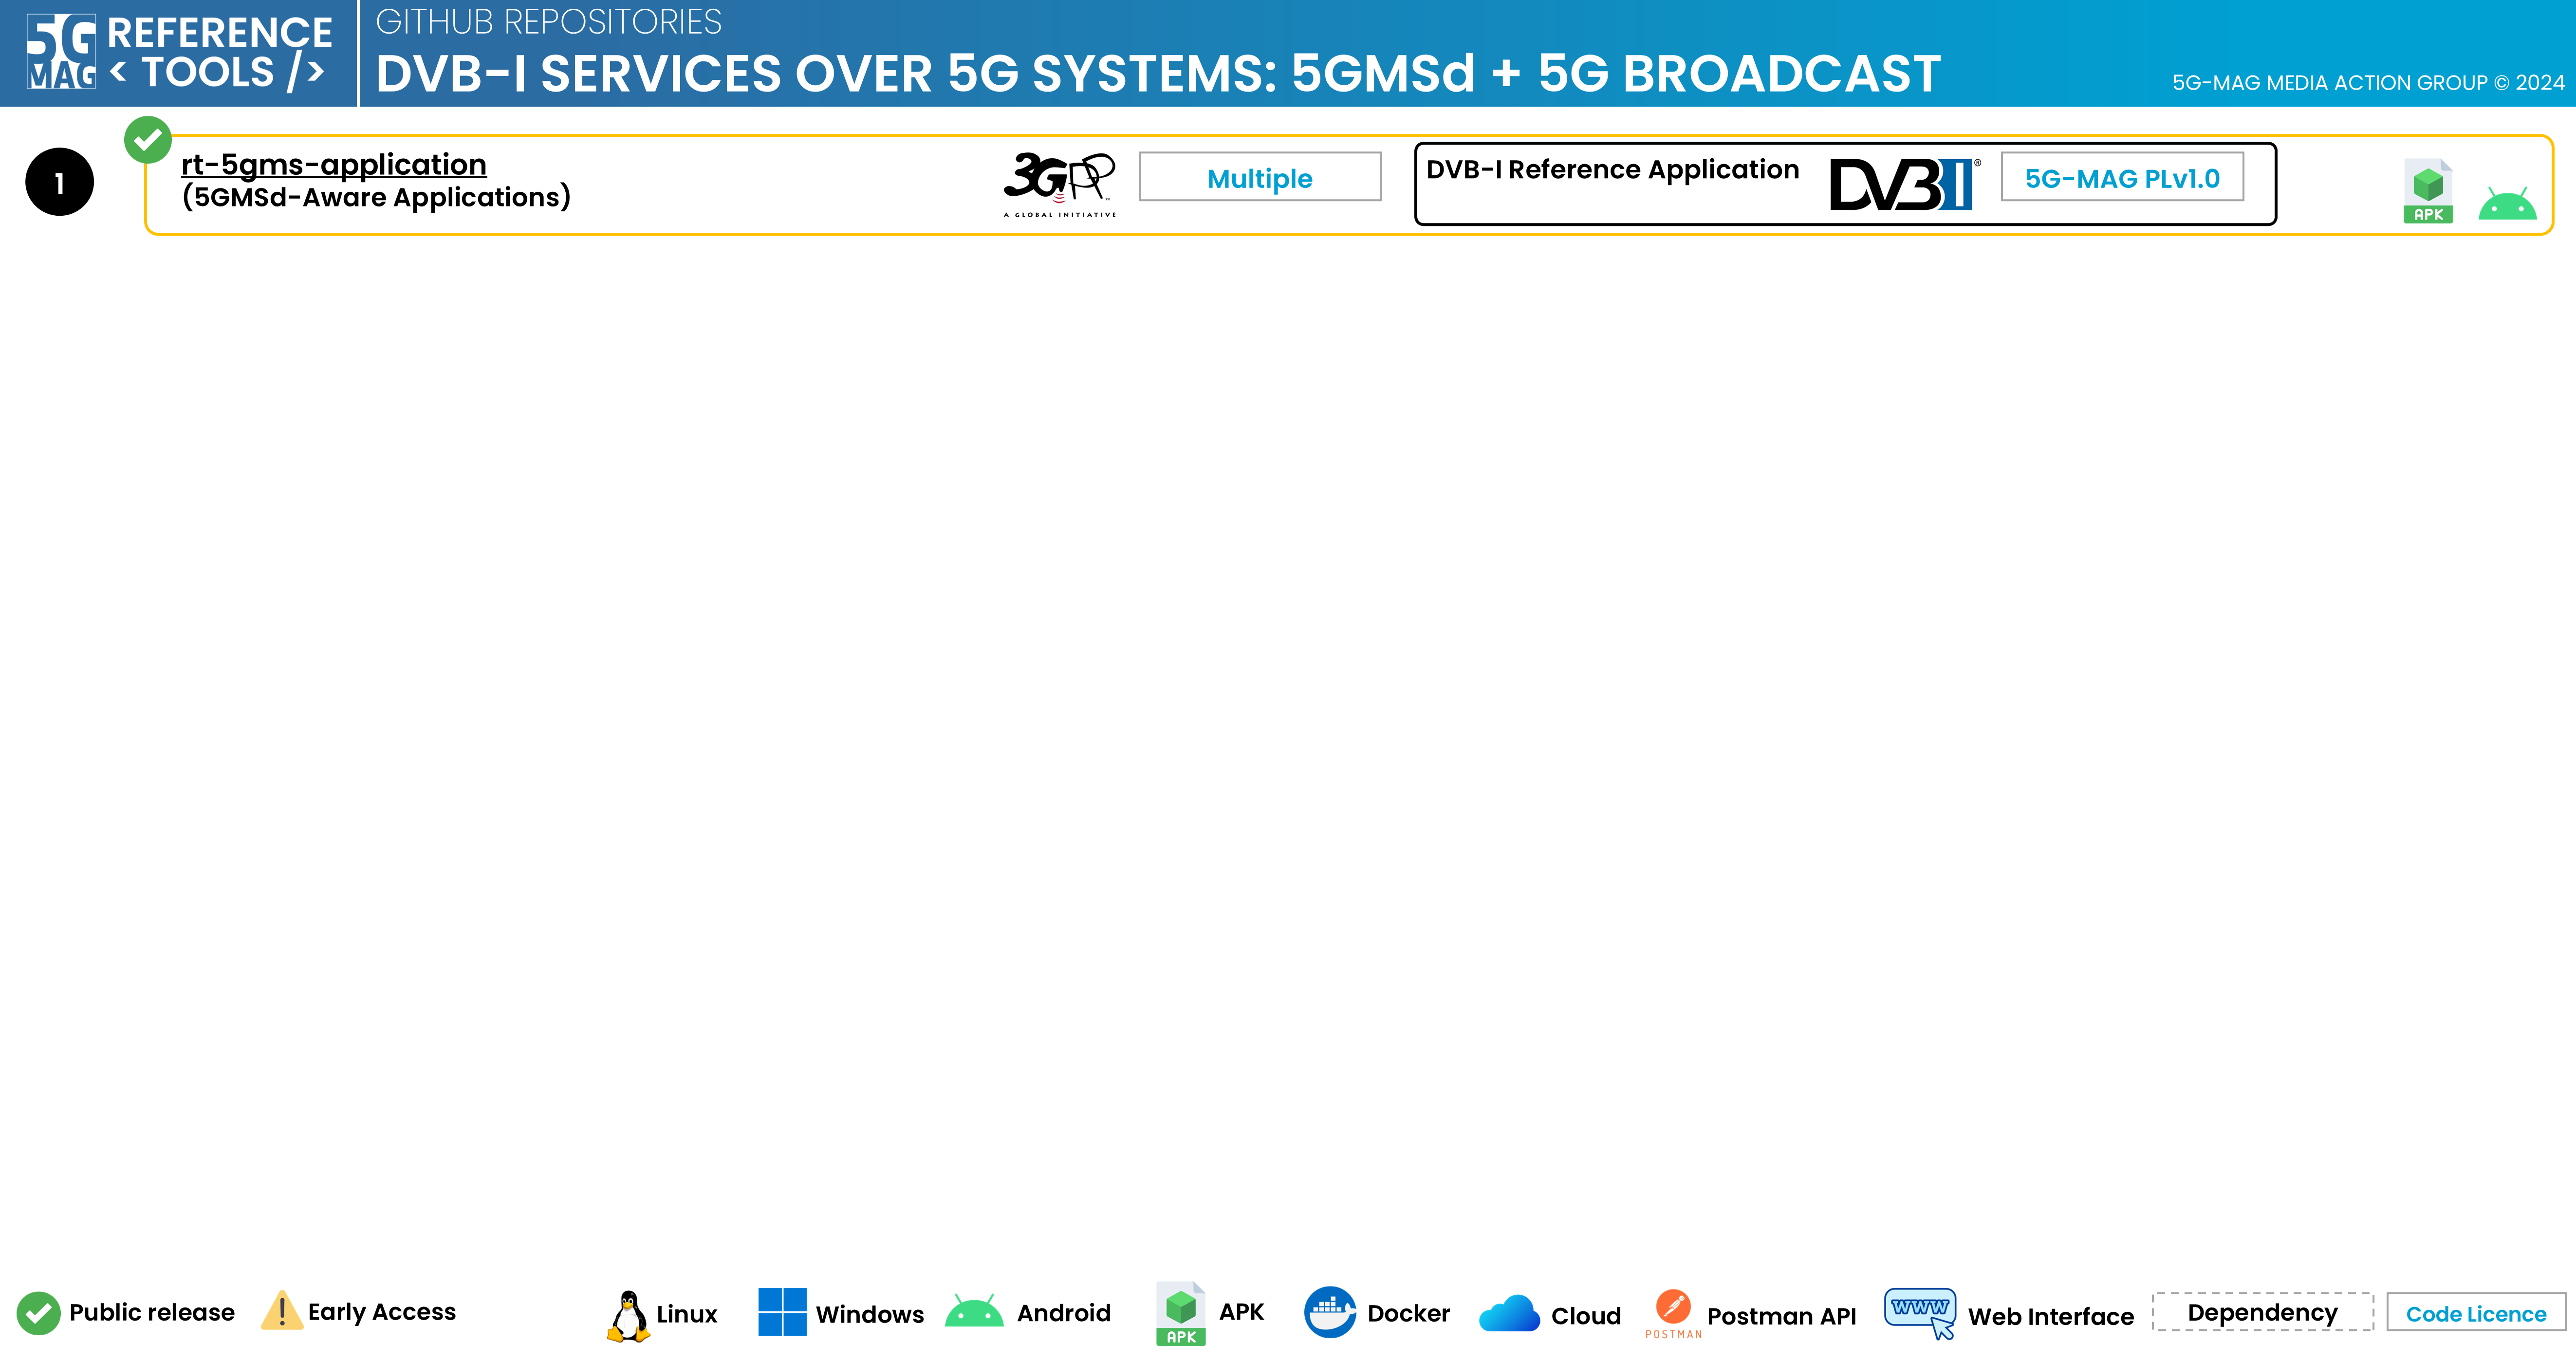 5G MAG REFERENCE
< TOOLS />
GITHUB REPOSITORIES
DVB-I SERVICES OVER 5G SYSTEMS: 5GMSd + 5G BROADCAST
5G-MAG MEDIA ACTION GROUP © 2024
1
rt-5gms-application
(5GMSd-Aware Applications)
3GPP™
A GLOBAL INITIATIVE
Multiple
DVB-I Reference Application
DVB I®
5G-MAG PLv1.0
APK
Public release
Early Access
Linux
Windows
Android
APK
APK
Docker
Cloud
POSTMAN
Postman API
WWW
Web Interface
Dependency
Code Licence